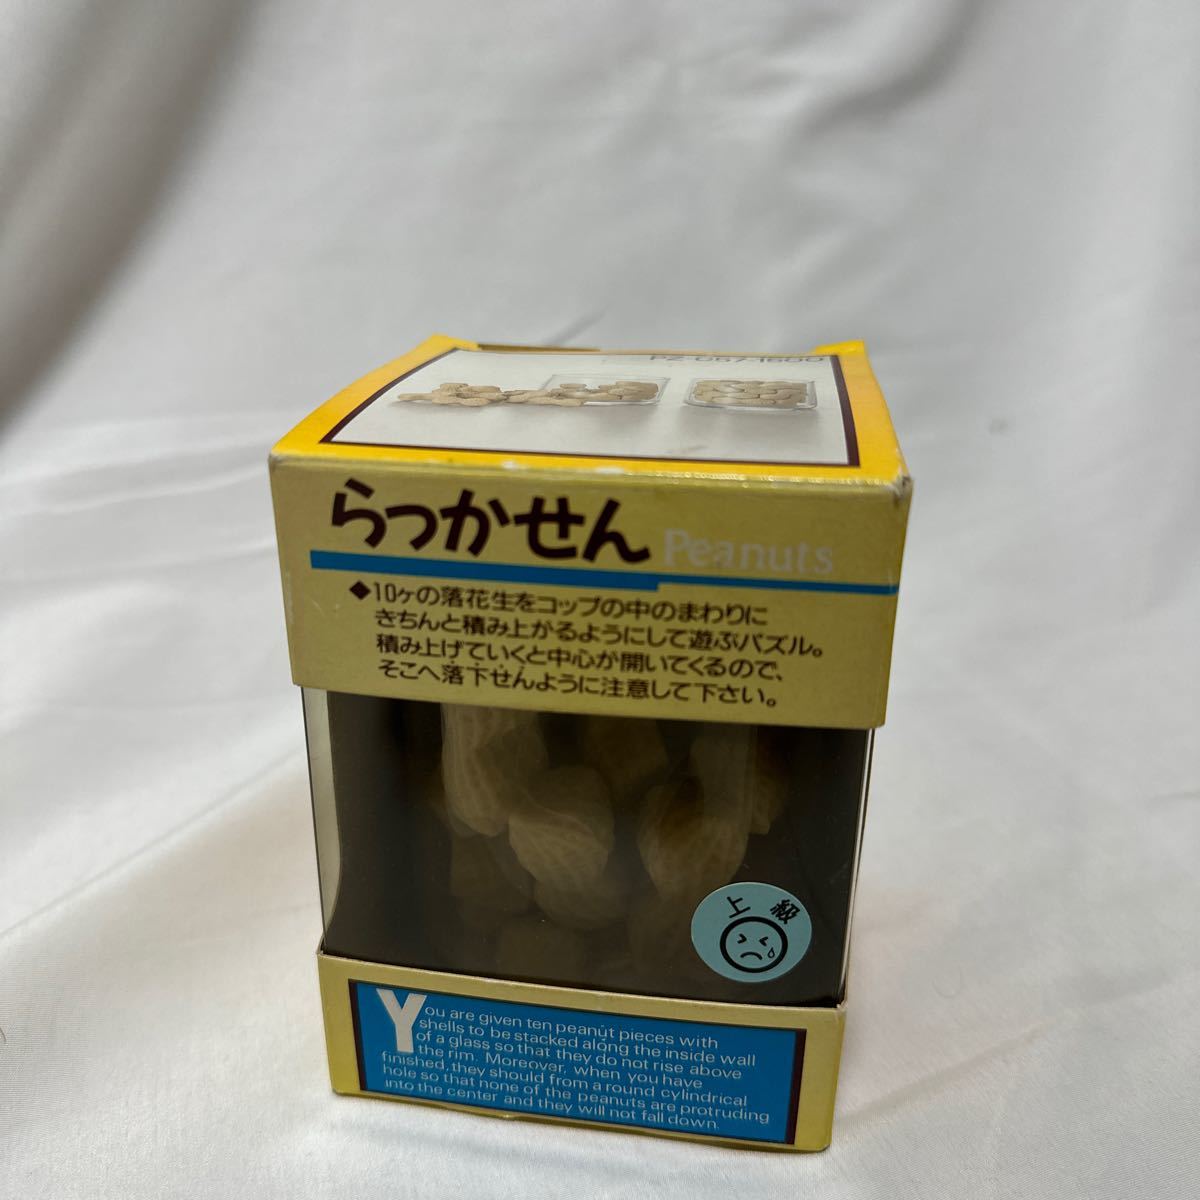 PZ-057-1500
らっかせん Peanuts
◆10ヶの落花生をコップの中のまわりに
きちんと積み上がるようにして遊ぶパズル。
積み上げていくと中心が開いてくるので、
そこへ落下せんように注意して下さい。
上級
You are given ten peanut pieces with
shells to be stacked along the inside wall
of a glass so that they do not rise above
the rim. Moreover, when you have
finished, they should from a round cylindrical
hole so that none of the peanuts are protruding
into the center and they will not fall down.